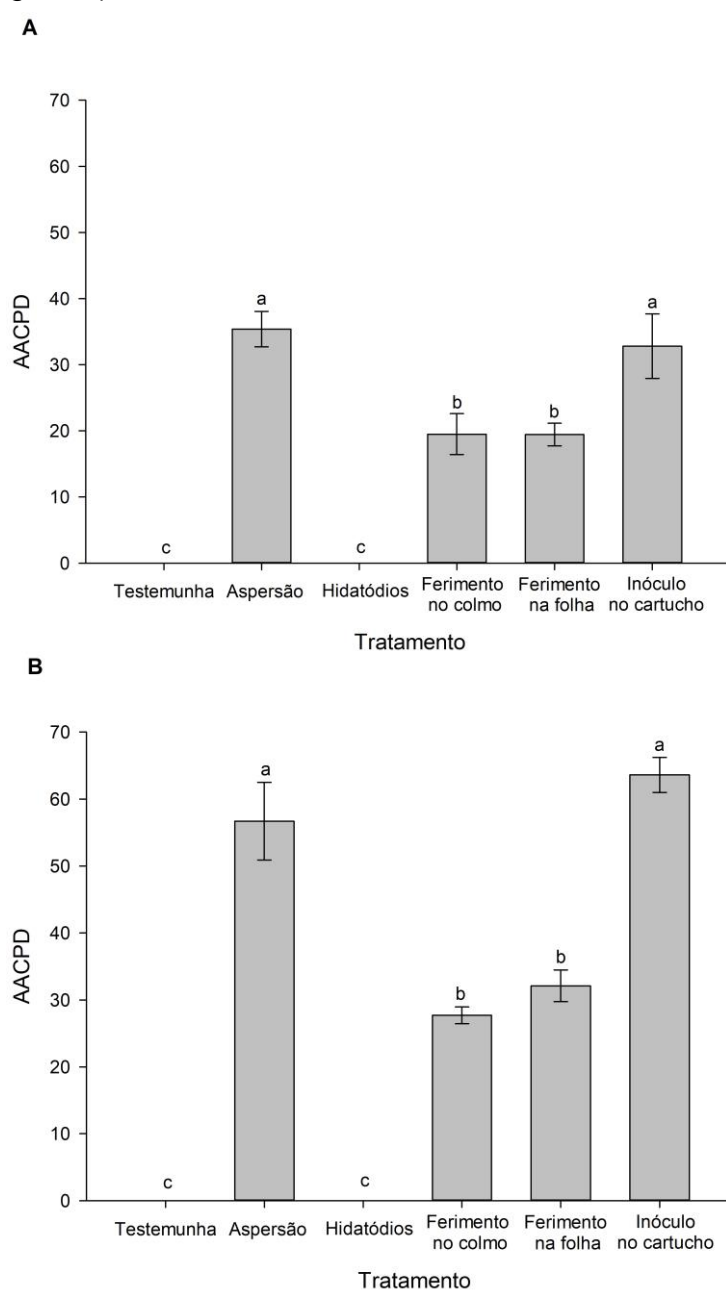 A
70
60
50
40
30
20
10
0
AACPD
c
a
c
b
b
a
Testemunha Aspersão Hidatódios Ferimento no colmo Ferimento na folha Inóculo no cartucho
Tratamento
B
70
60
50
40
30
20
10
0
AACPD
c
a
c
b
b
a
Testemunha Aspersão Hidatódios Ferimento no colmo Ferimento na folha Inóculo no cartucho
Tratamento